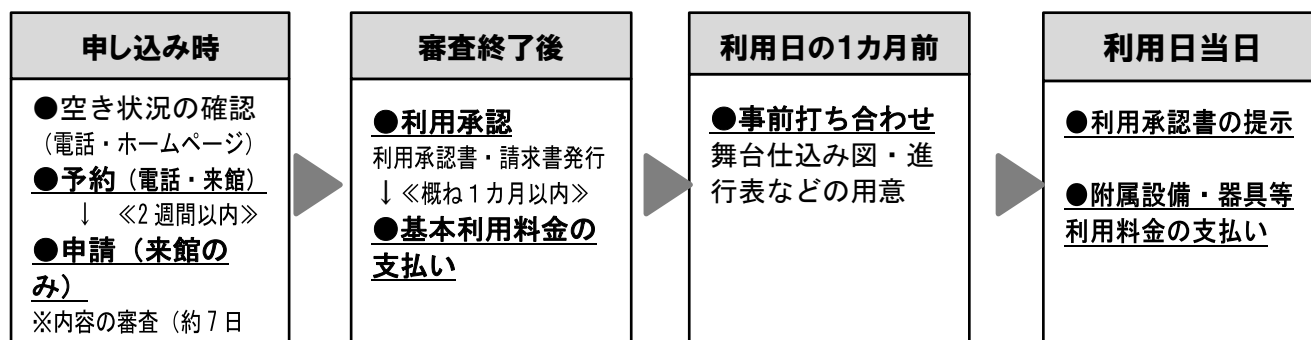 申し込み時
●空き状況の確認
(電話・ホームページ)
●予約(電話・来館)
↓ ≪2週間以内≫
●申請(来館の
み)
※内容の審査(約7日
審査終了後
●利用承認
利用承認書・請求書発行
↓≪概ね1カ月以内≫
●基本利用料金の
支払い
利用日の1カ月前
●事前打ち合わせ
舞台仕込み図・進
行表などの用意
利用日当日
●利用承認書の提示
●附属設備・器具等
利用料金の支払い